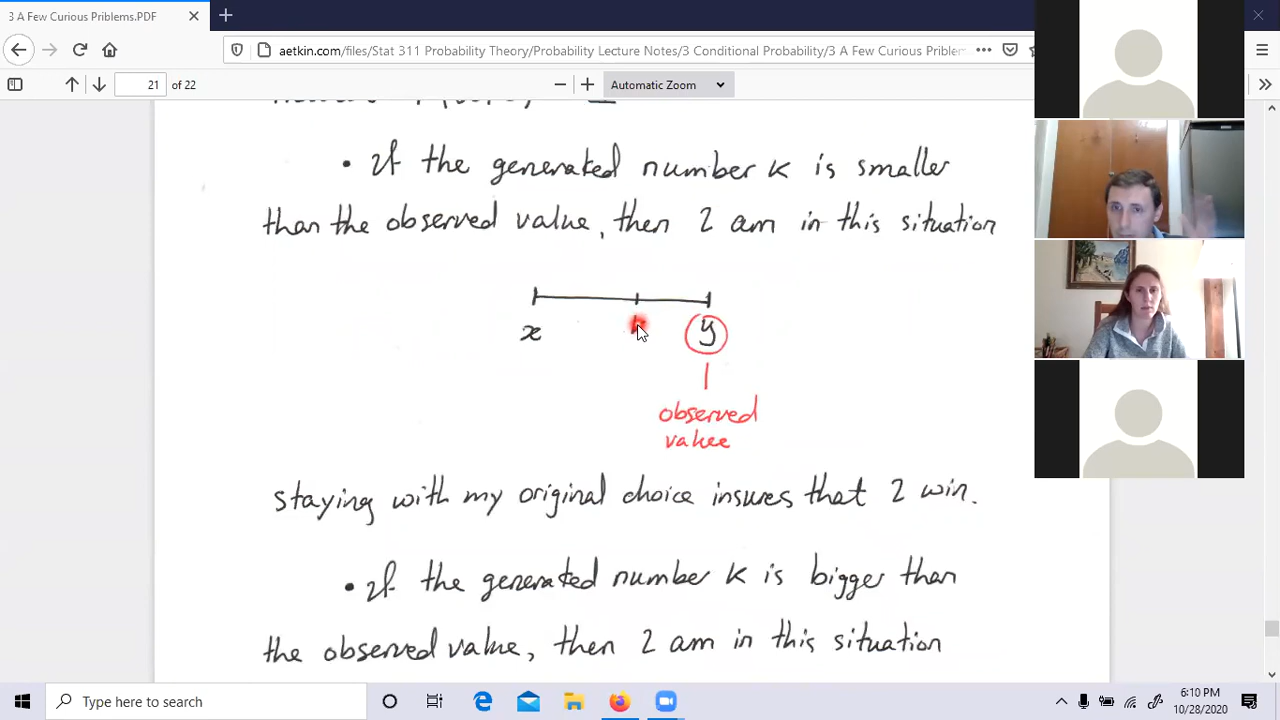 3 A Few Curious Priblems.PDF
aetkin.com/files/Stat 311 Probability Theory/Probability Lecture Notes/3 Conditional Probability/3 A Few Curious Priblem
21 of 22
Automatic Zoom
• If the generated number k is smaller
than the observed value, then I am in this situation
x y
observed
value
staying with my original choice insures that I win.
• If the generated number k is bigger than
the observed value, then I am in this situation
Type here to search
6:10 PM
10/28/2020